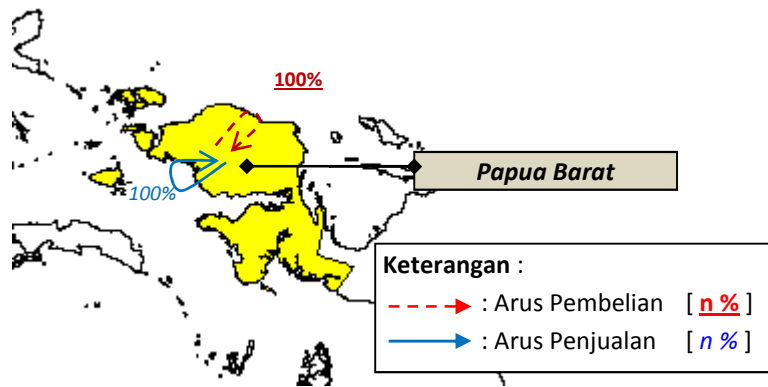 100%
100%
Papua Barat
Keterangan :
: Arus Pembelian [ n % ]
: Arus Penjualan [ n % ]